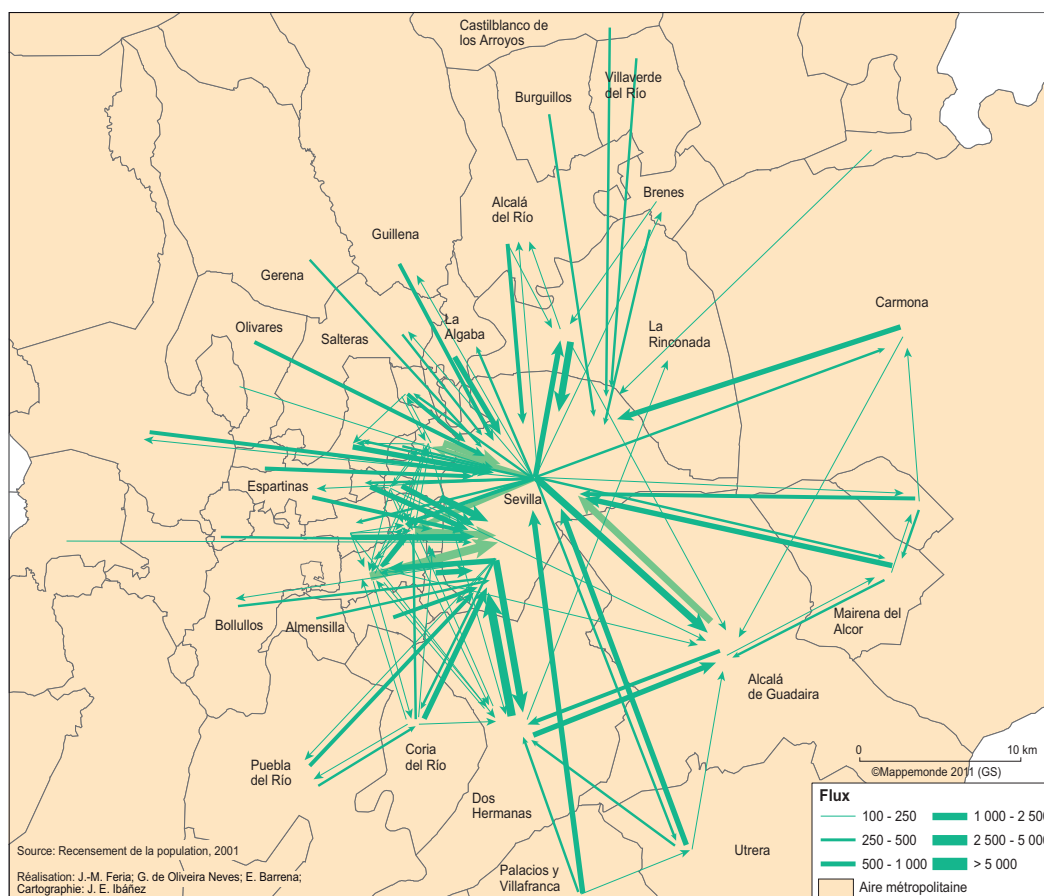 Castilblanco de
los Arroyos
Villaverde
del Río
Burguillos
Brenes
Alcalá
del Río
Guillena
Gerena
Carmona
Olivares
Salteras
La
Algaba
La
Rinconada
Espartinas
Sevilla
Bollullos
Almensilla
Mairena del
Alcor
Alcalá
de Guadaira
Puebla
del Río
Coria
del Río
Dos
Hermanas
Utrera
Palacios y
Villafranca
0 10 km
©Mappemonde 2011 (GS)
Flux
100 - 250
250 - 500
500 - 1 000
1 000 - 2 500
2 500 - 5 000
> 5 000
Aire métropolitaine
Source: Recensement de la population, 2001
Réalisation: J.-M. Feria; G. de Oliveira Neves; E. Barrena;
Cartographie: J. E. Ibáñez